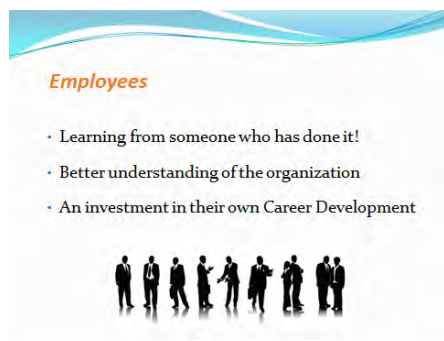 Employees
• Learning from someone who has done it!
• Better understanding of the organization
• An investment in their own Career Development